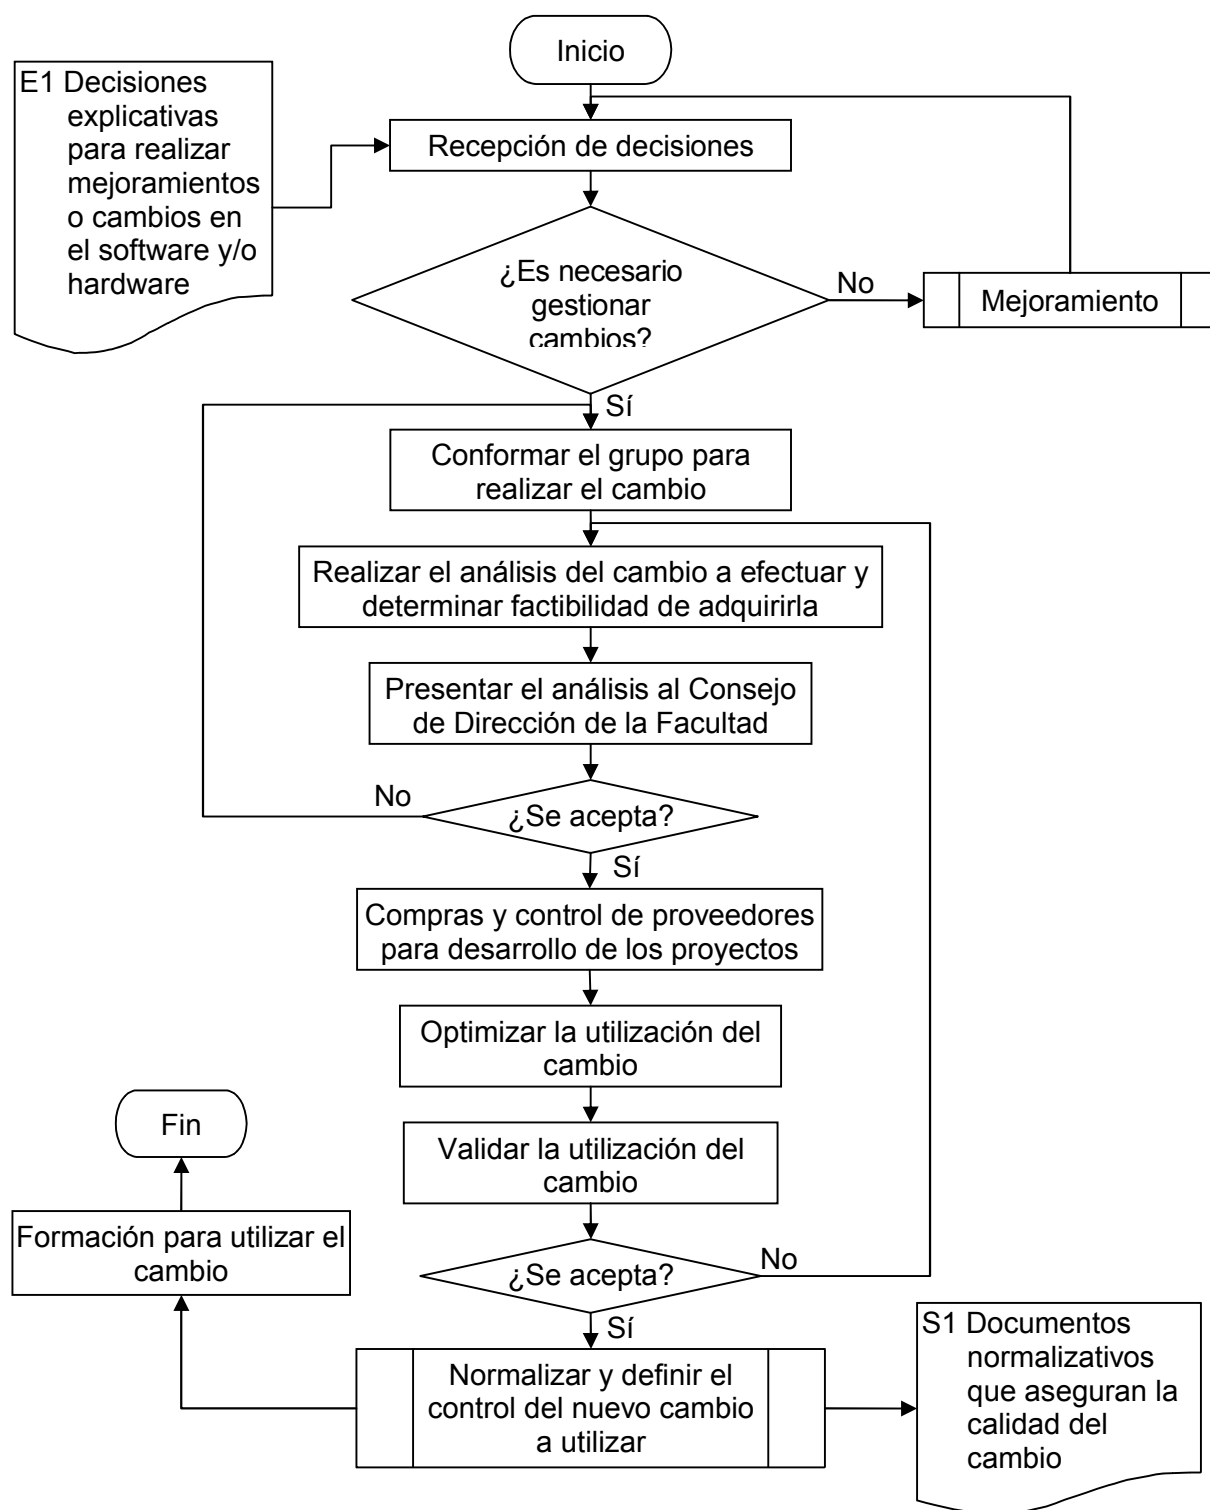 Inicio
E1 Decisiones
explicativas
para realizar
mejoramientos
o cambios en
el software y/o
hardware
Recepción de decisiones
¿Es necesario
gestionar
cambios?
No
Mejoramiento
Sí
Conformar el grupo para
realizar el cambio
Realizar el análisis del cambio a efectuar y
determinar factibilidad de adquirirla
Presentar el análisis al Consejo
de Dirección de la Facultad
No
¿Se acepta?
Sí
Compras y control de proveedores
para desarrollo de los proyectos
Optimizar la utilización del
cambio
Validar la utilización del
cambio
¿Se acepta?
No
Sí
Normalizar y definir el
control del nuevo cambio
a utilizar
S1 Documentos
normalizativos
que aseguran la
calidad del
cambio
Formación para utilizar el
cambio
Fin